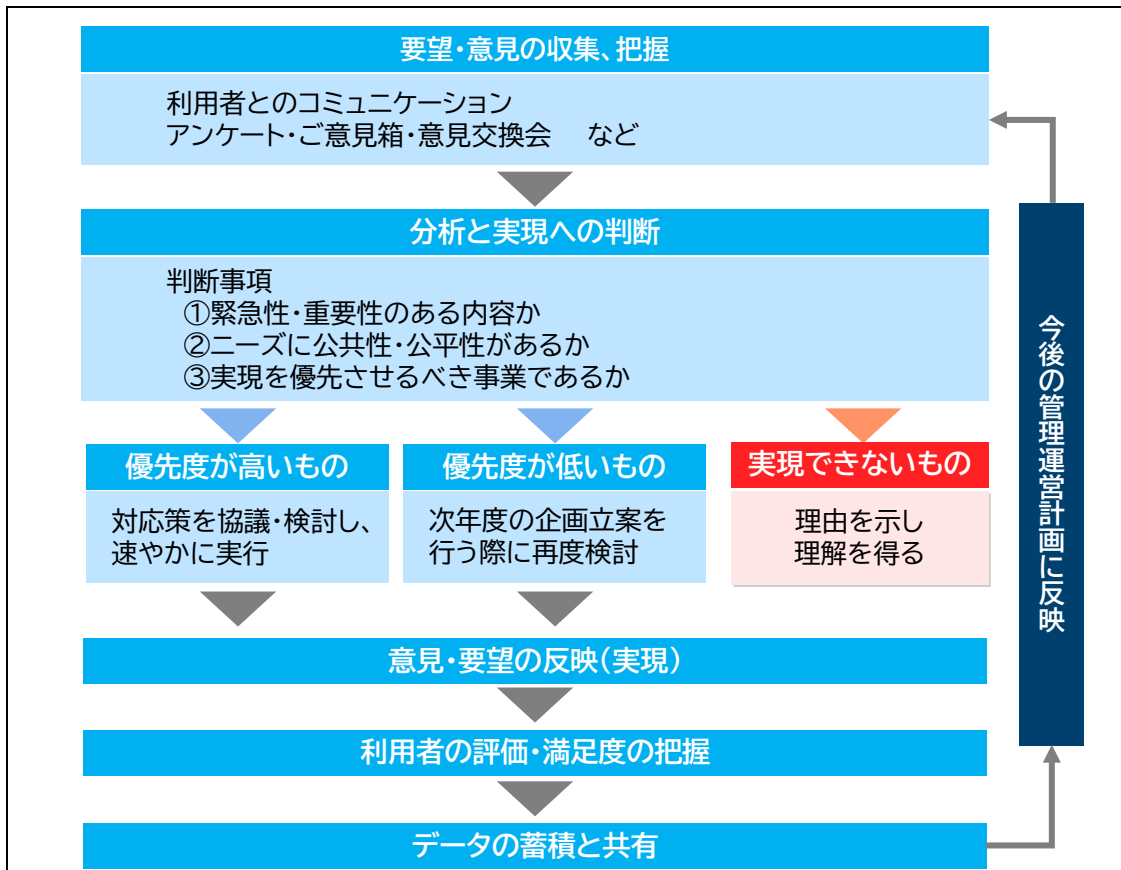 要望・意見の収集、把握
利用者とのコミュニケーション
アンケート・ご意見箱・意見交換会　など
分析と実現への判断
判断事項
①緊急性・重要性のある内容か
②ニーズに公共性・公平性があるか
③実現を優先させるべき事業であるか
優先度が高いもの
対応策を協議・検討し、
速やかに実行
優先度が低いもの
次年度の企画立案を
行う際に再度検討
実現できないもの
理由を示し
理解を得る
意見・要望の反映（実現）
利用者の評価・満足度の把握
データの蓄積と共有
今後の管理運営計画に反映